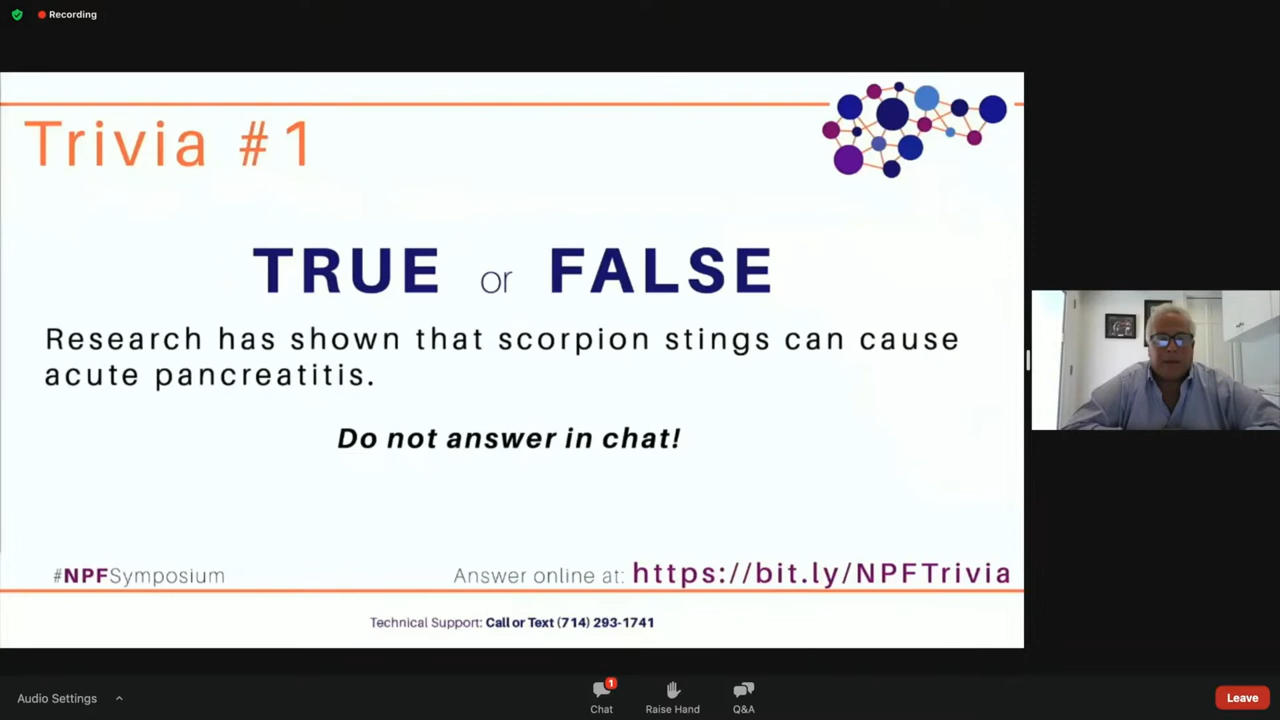 Recording
Trivia #1
TRUE or FALSE
Research has shown that scorpion stings can cause
acute pancreatitis.
Do not answer in chat!
#NPFSymposium
Answer online at: https://bit.ly/NPFTrivia
Technical Support: Call or Text (714) 293-1741
Audio Settings
1
Chat
Raise Hand
Q&A
Leave